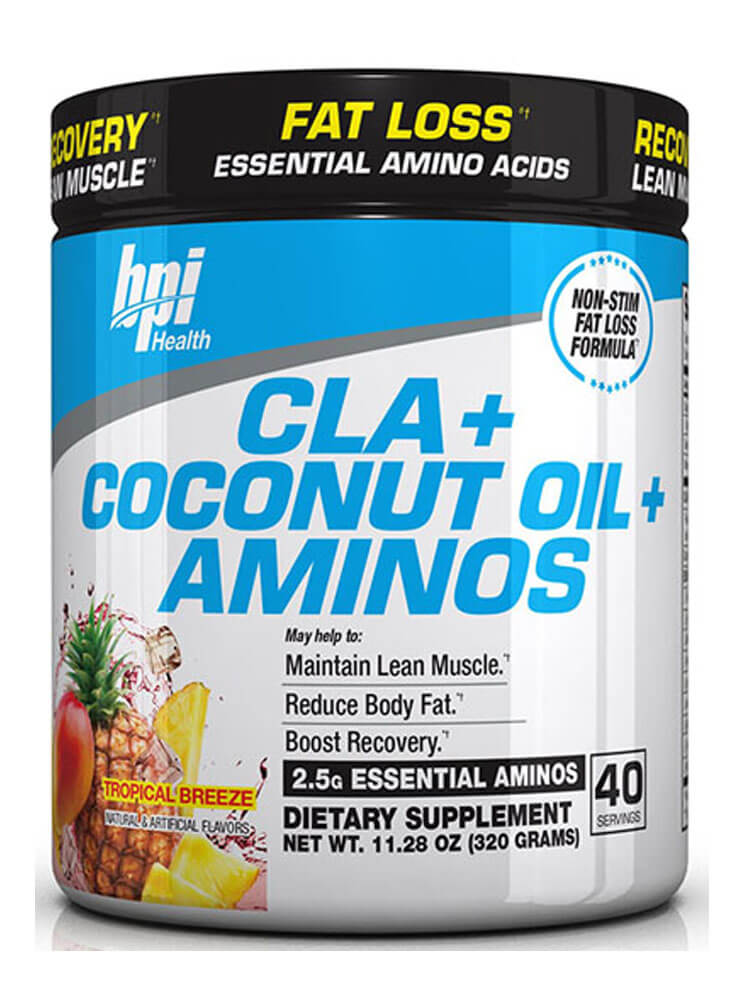 ECOVERY*†
AN MUSCLE*†
FAT LOSS*†
ESSENTIAL AMINO ACIDS
LEAN
bpi
Health
NON-STIM
FAT LOSS
FORMULA*†
CLA+
COCONUT OIL+
AMINOS
May help to:
Maintain Lean Muscle.*†
Reduce Body Fat.*†
Boost Recovery.*†
2.5G ESSENTIAL AMINOS
40
SERVINGS
DIETARY SUPPLEMENT
NET WT. 11.28 OZ (320 GRAMS)
TROPICAL BREEZE
NATURAL & ARTIFICIAL FLAVORS